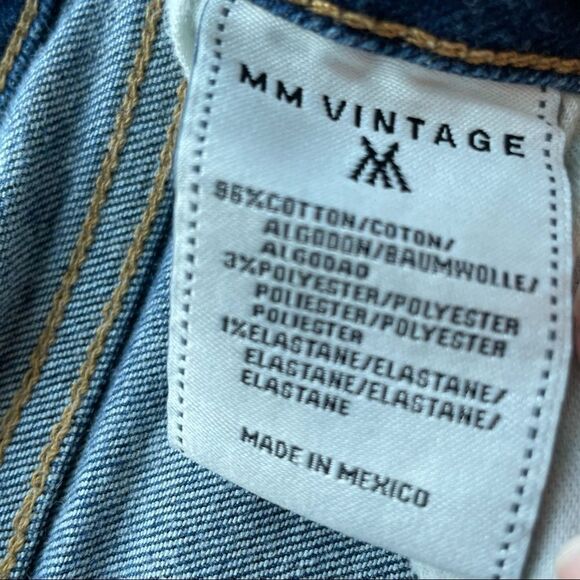 MM VINTAGE
96%COTTON/COTON/
ALGODON/BAUMWOLLE/
ALGODAO
3%POLYESTER/POLYESTER
POLIESTER/POLYESTER
POLIESTER
1%ELASTANE/ELASTANE/
ELASTANE/ELASTANE/
ELASTANE
MADE IN MEXICO